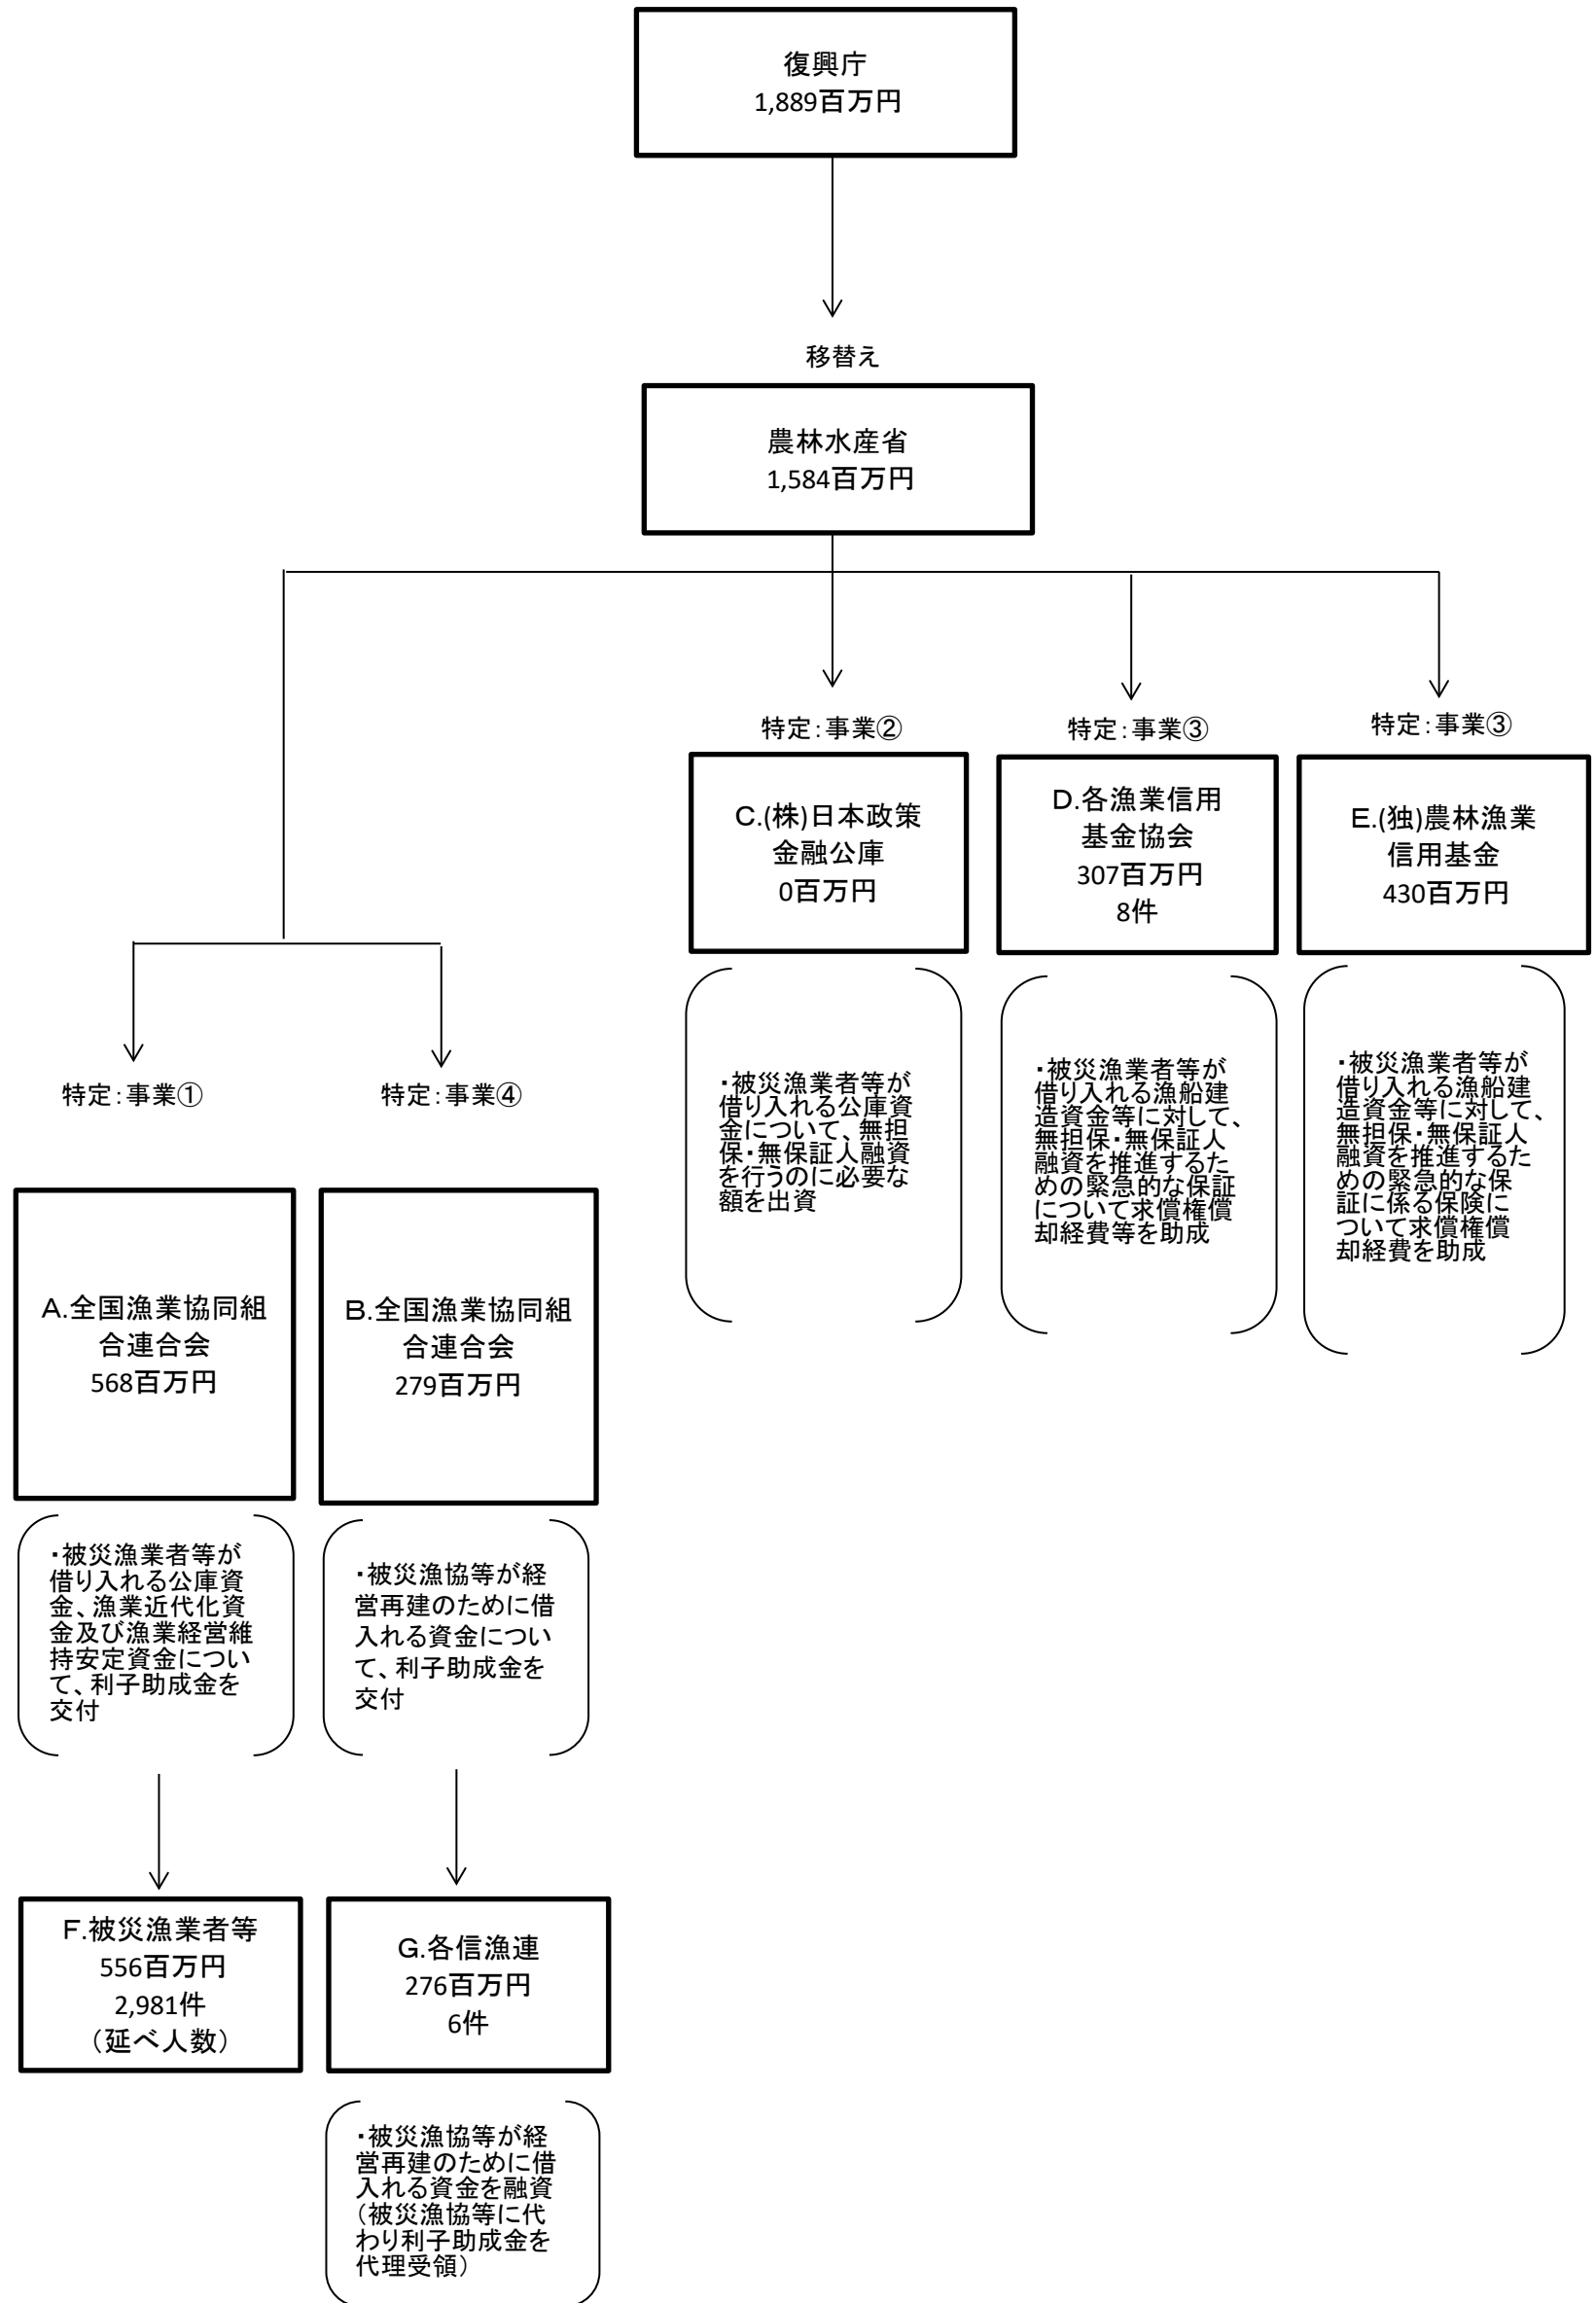 復興庁
1,889百万円
移替え
農林水産省
1,584百万円
特定：事業②
C.(株)日本政策
金融公庫
0百万円
・被災漁業者等が
借り入れる公庫資
金について、無担
保・無保証人融資
を行うのに必要な
額を出資
特定：事業③
D.各漁業信用
基金協会
307百万円
8件
・被災漁業者等が
借り入れる漁船建
造資金等に対して、
無担保・無保証人
融資を推進するた
めの緊急的な保証
について求償権償
却経費等を助成
特定：事業③
E.(独)農林漁業
信用基金
430百万円
・被災漁業者等が
借り入れる漁船建
造資金等に対して、
無担保・無保証人
融資を推進するた
めの緊急的な保
証に係る保険に
ついて求償権償
却経費を助成
特定：事業①
A.全国漁業協同組
合連合会
568百万円
・被災漁業者等が
借り入れる公庫資
金、漁業近代化資
金及び漁業経営維
持安定資金につい
て、利子助成金を
交付
特定：事業④
B.全国漁業協同組
合連合会
279百万円
・被災漁協等が経
営再建のために借
入れる資金につい
て、利子助成金を
交付
F.被災漁業者等
556百万円
2,981件
（延べ人数）
G.各信漁連
276百万円
6件
・被災漁協等が経
営再建のために借
入れる資金を融資
（被災漁協等に代
わり利子助成金を
代理受領）